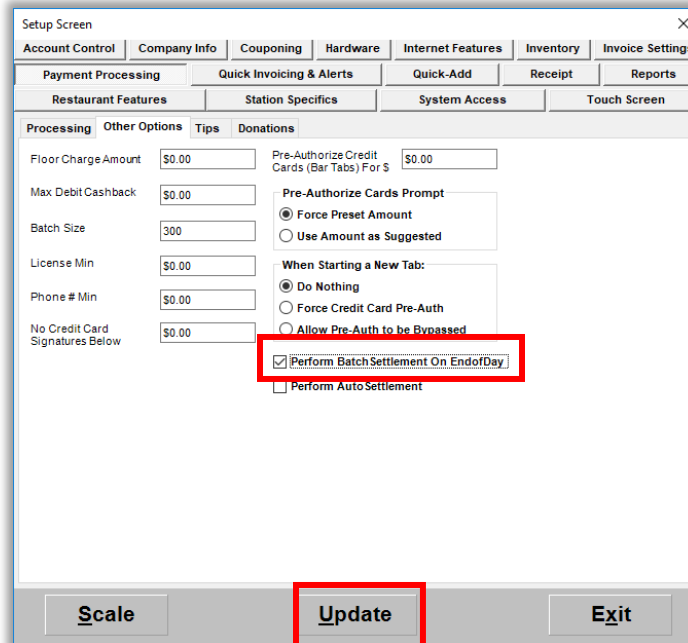 Setup Screen
Account Control Company Info Couponing Hardware Internet Features Inventory Invoice Settings
Payment Processing Quick Invoicing & Alerts Quick-Add Receipt Reports
Restaurant Features Station Specifics System Access Touch Screen
Processing Other Options Tips Donations
Floor Charge Amount $0.00
Max Debit Cashback $0.00
Batch Size 300
License Min $0.00
Phone # Min $0.00
No Credit Card
Signatures Below $0.00
Pre-Authorize Credit
Cards (Bar Tabs) For $ $0.00
Pre-Authorize Cards Prompt
Force Preset Amount
Use Amount as Suggested
When Starting a New Tab:
Do Nothing
Force Credit Card Pre-Auth
Allow Pre-Auth to be Bypassed
Perform Batch Settlement On EndofDay
Perform Auto Settlement
Scale Update Exit